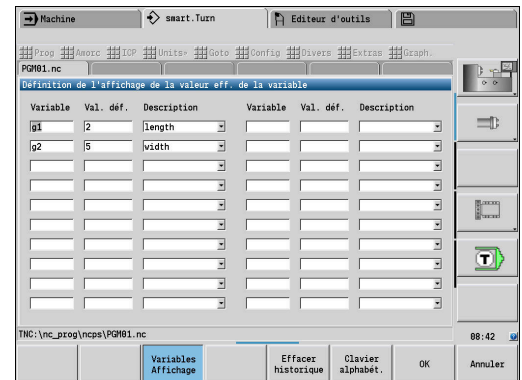 Machine
smart.Turn
Editeur d'outils
Prog Amorc ICP Units» Goto Config Divers Extras Graph.
PGM01.nc
Définition de l'affichage de la valeur eff. de la variable
Variable Val. déf. Description Variable Val. déf. Description
g1 2 length
g2 5 width
T
TNC:\nc_prog\ncps\PGM01.nc
08:42
Variables Affichage
Effacer historique
Clavier alphabét.
OK
Annuler